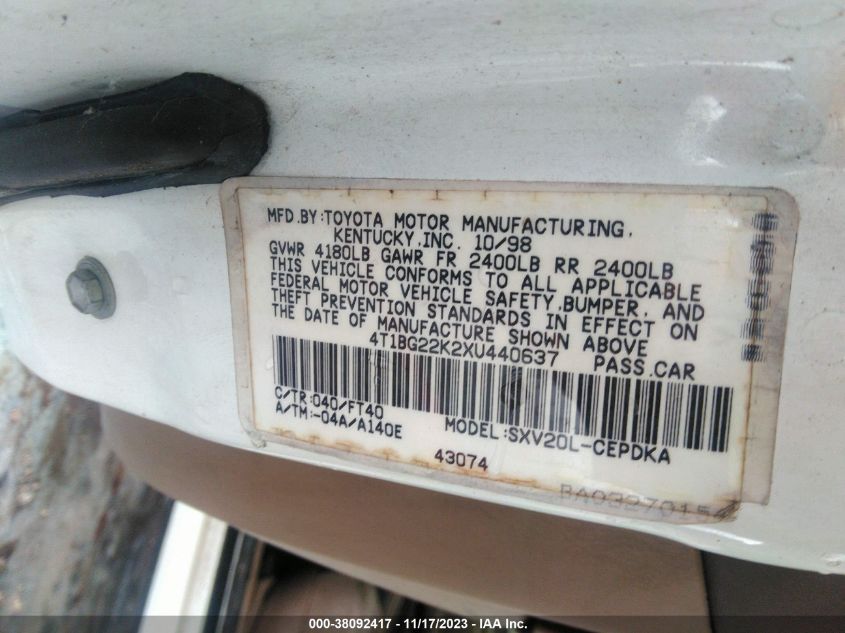 MFD.BY:TOYOTA MOTOR MANUFACTURING,
KENTUCKY,INC. 10/98
GVWR 4180LB GAWR FR 2400LB RR 2400LB
THIS VEHICLE CONFORMS TO ALL APPLICABLE
FEDERAL MOTOR VEHICLE SAFETY,BUMPER, AND
THEFT PREVENTION STANDARDS IN EFFECT ON
THE DATE OF MANUFACTURE SHOWN ABOVE
4T1BG22K2XU440637 PASS.CAR
C/TR:040/FT40
A/TM:-04A/A140E MODEL:SXV20L-CEPDKA
43074
BA0327015
000-38092417 — 11/17/2023 — IAA Inc.